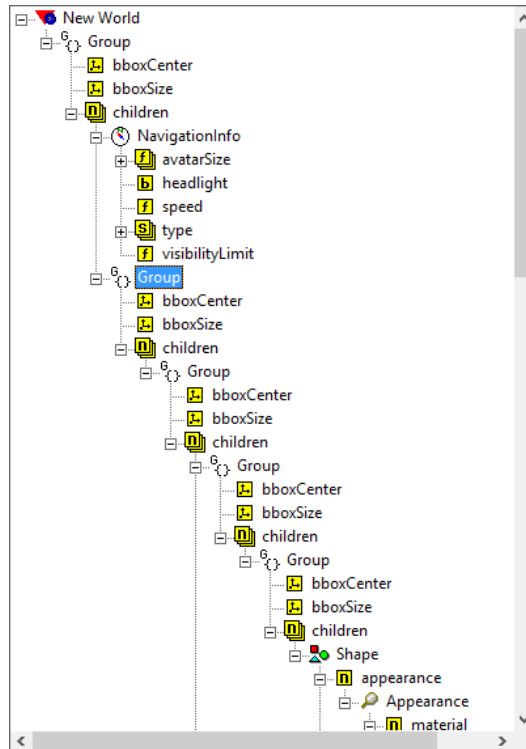 New World
Group
bboxCenter
bboxSize
children
NavigationInfo
avatarSize
headlight
speed
type
visibilityLimit
Group
bboxCenter
bboxSize
children
Group
bboxCenter
bboxSize
children
Group
bboxCenter
bboxSize
children
Group
bboxCenter
bboxSize
children
Shape
appearance
Appearance
material